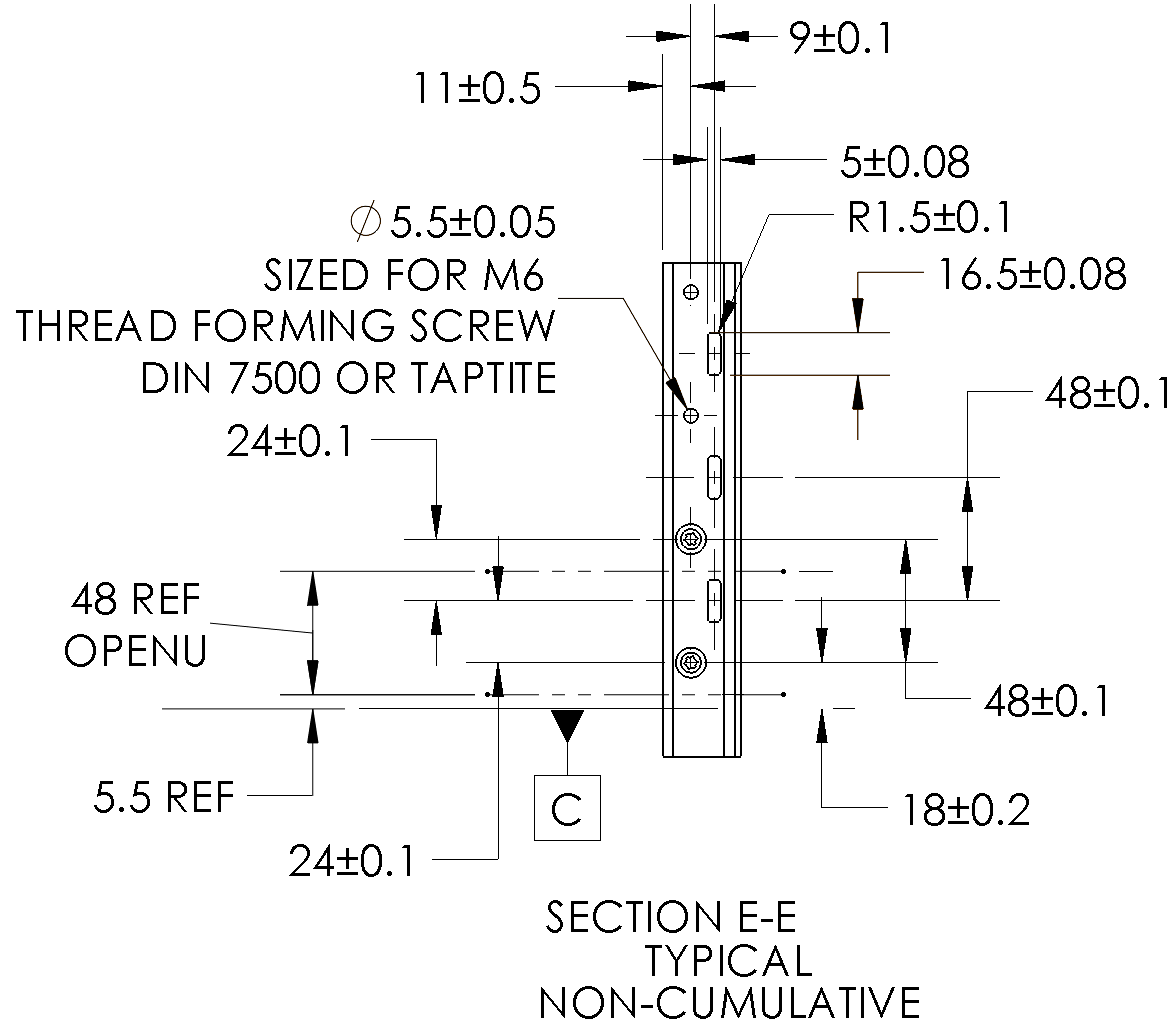 9±0.1
11±0.5
5±0.08
R1.5±0.1
∅ 5.5±0.05
SIZED FOR M6
THREAD FORMING SCREW
DIN 7500 OR TAPTITE
16.5±0.08
48±0.1
24±0.1
48 REF
OPENU
48±0.1
5.5 REF
C
18±0.2
24±0.1
SECTION E-E
TYPICAL
NON-CUMULATIVE